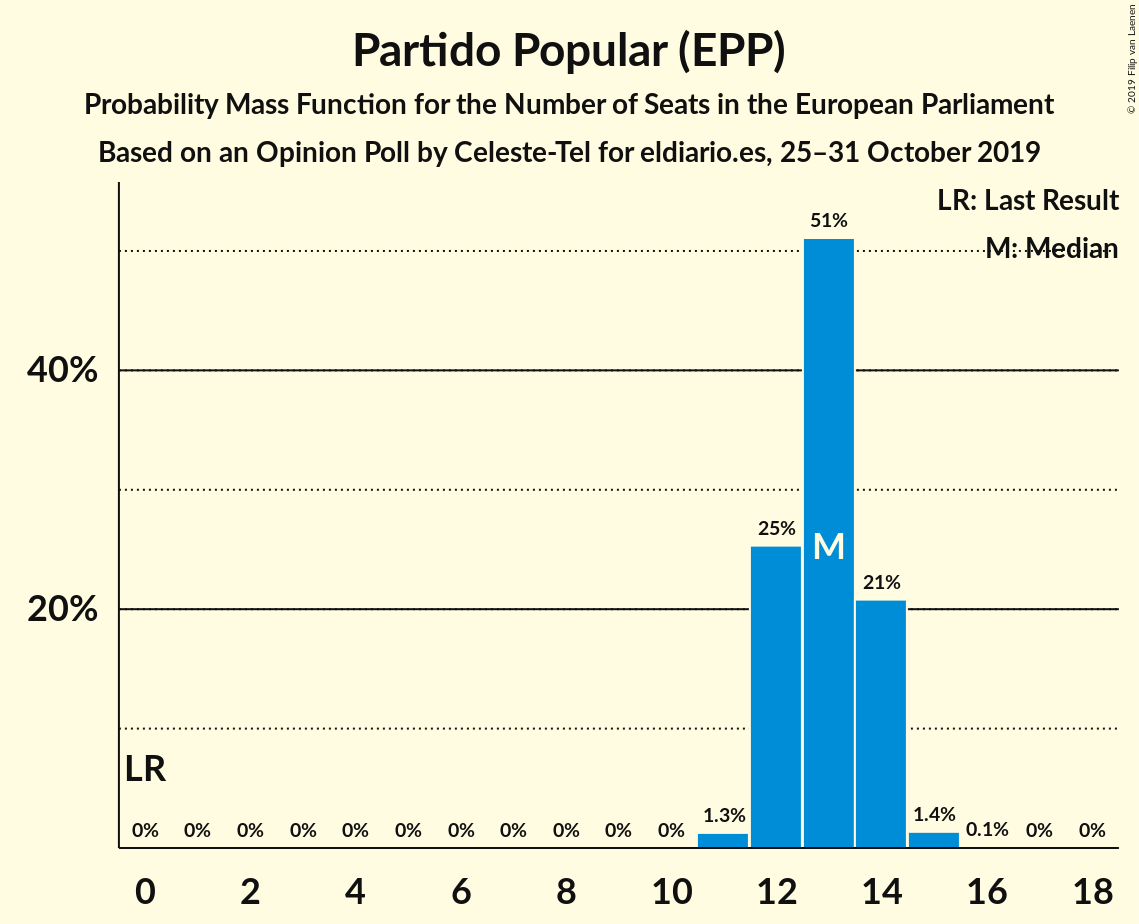 Partido Popular (EPP)
Probability Mass Function for the Number of Seats in the European Parliament
Based on an Opinion Poll by Celeste-Tel for eldiario.es, 25–31 October 2019
© 2019 Filip van Laenen
LR: Last Result
M: Median
51%
40%
25%
M
21%
20%
LR
0% 0% 0% 0% 0% 0% 0% 0% 0% 0% 0% 1.3% 1.4% 0.1% 0% 0%
0 2 4 6 8 10 12 14 16 18